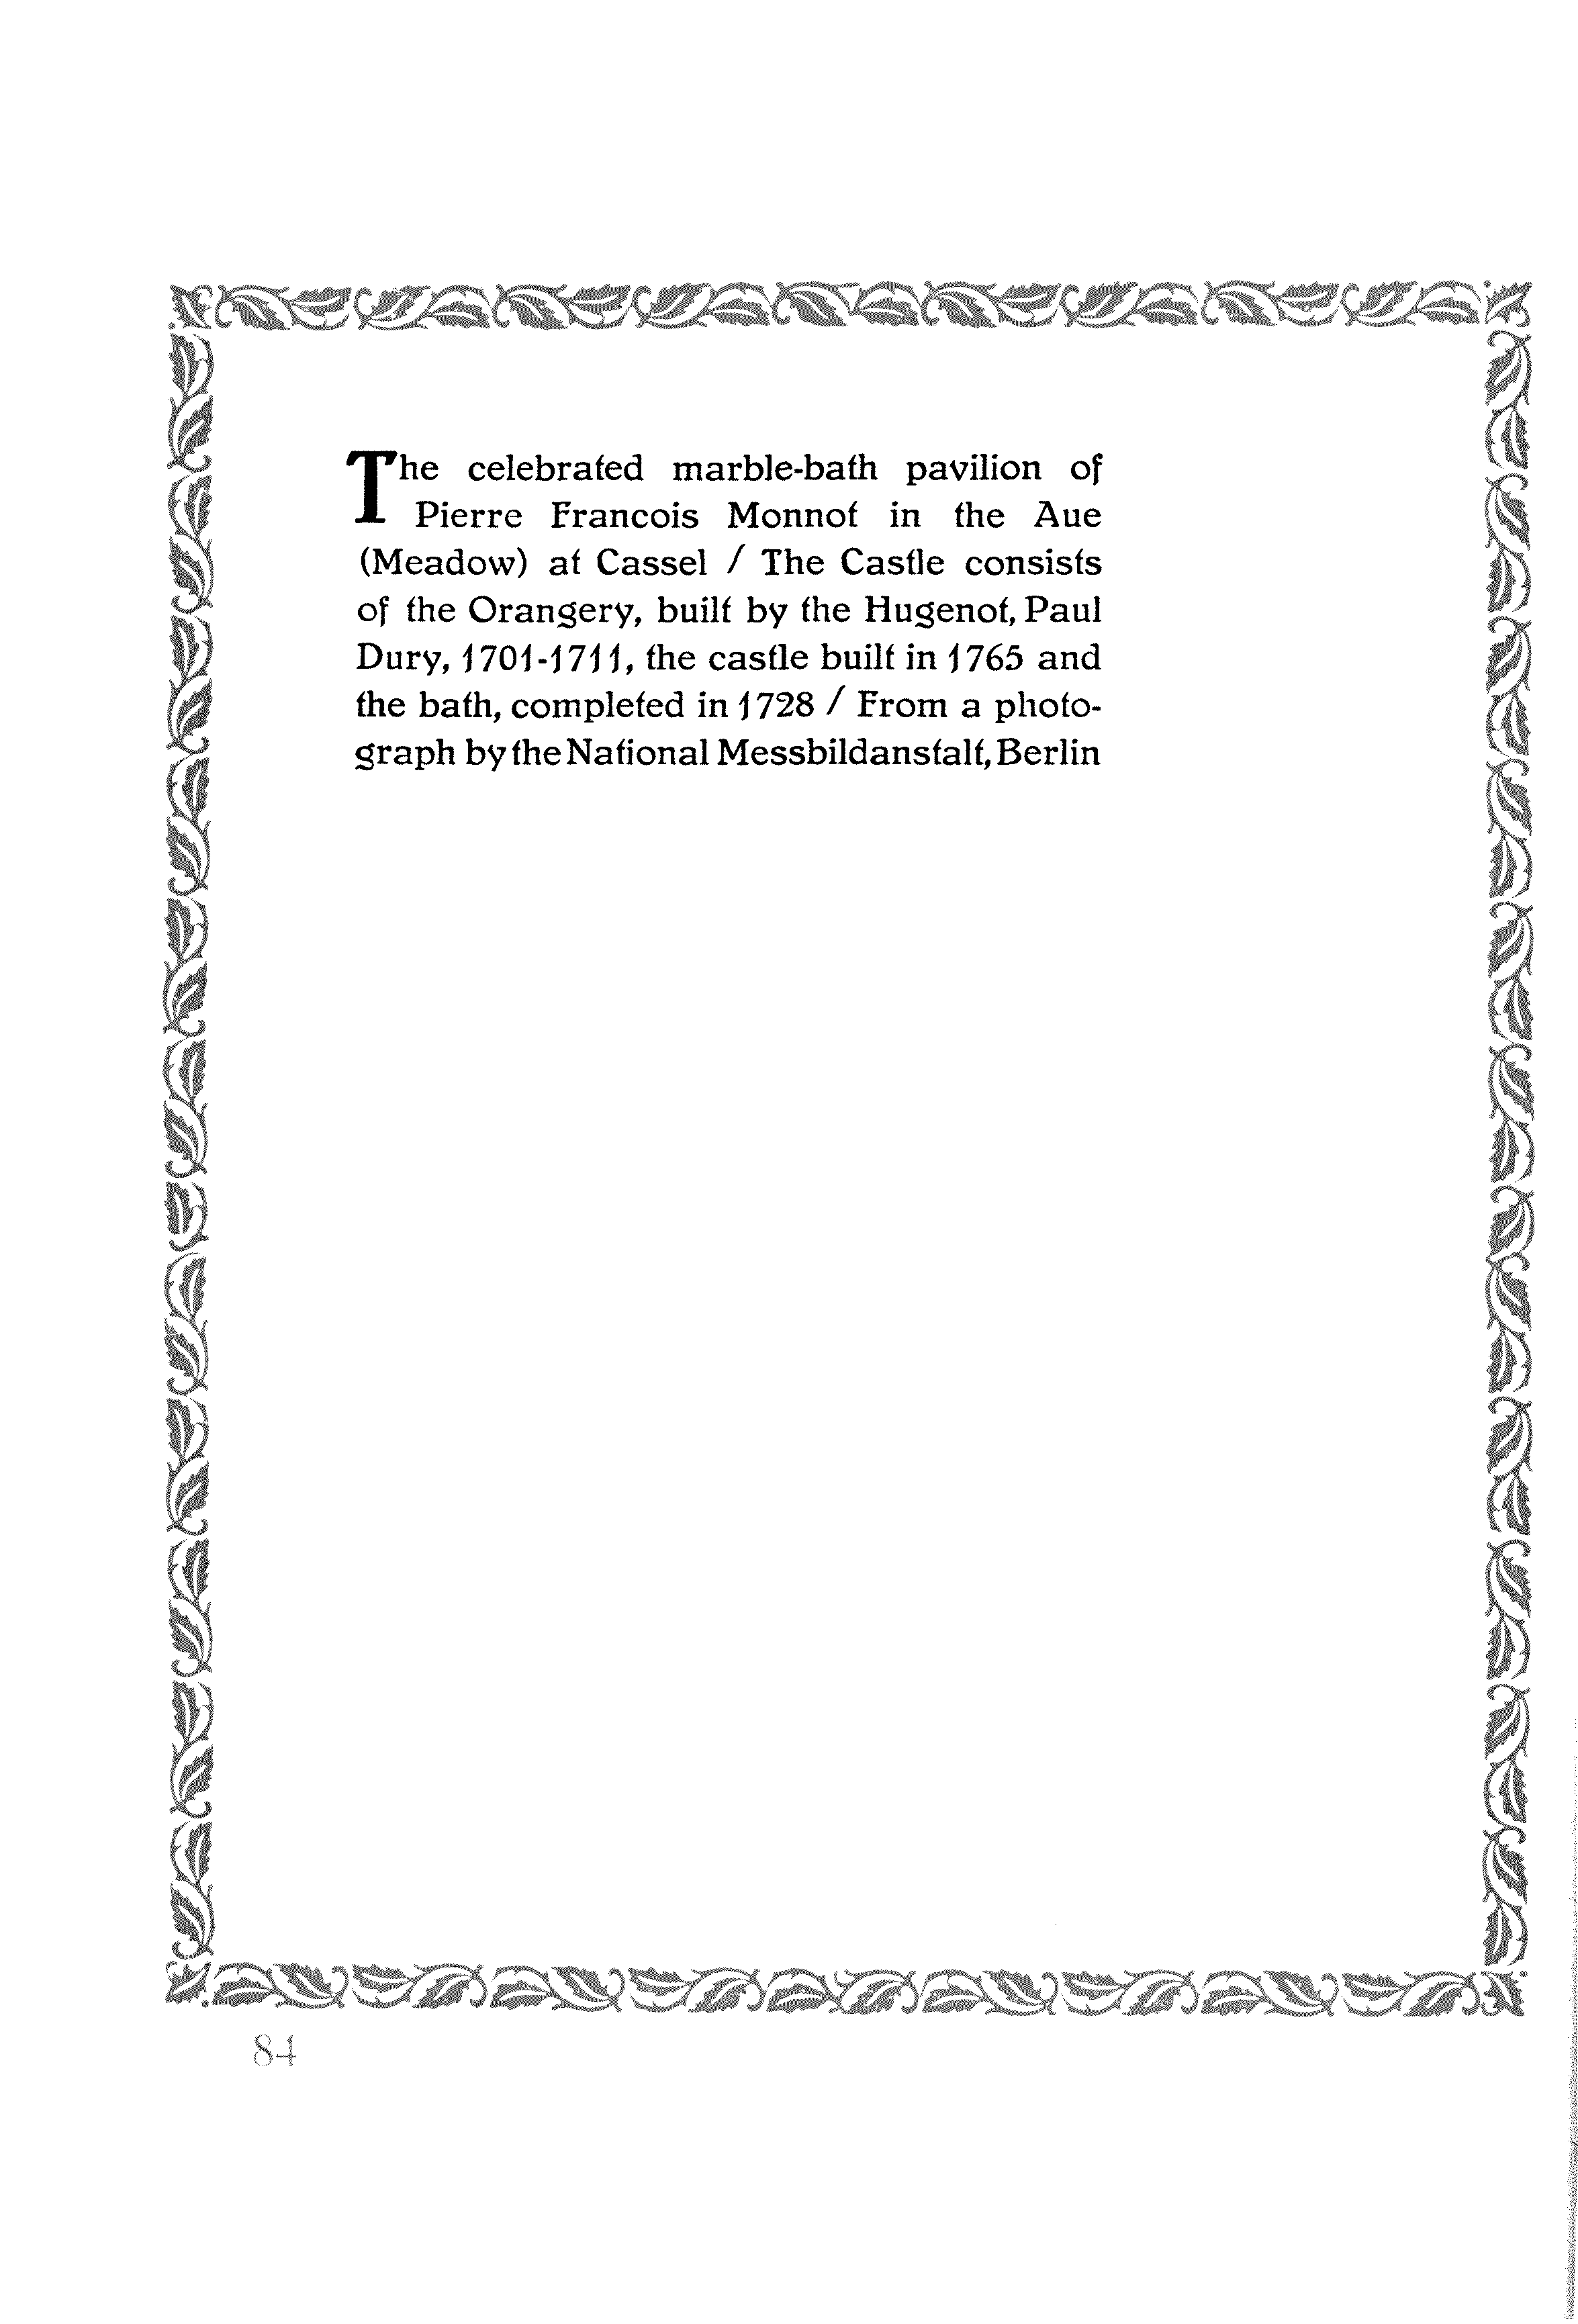 The celebrated marble-bath pavilion of
Pierre Francois Monnot in the Aue
(Meadow) at Cassel / The Castle consists
of the Orangery, built by the Hugenot, Paul
Dury, 1701-1711, the castle built in 1765 and
the bath, completed in 1728 / From a photo-
graph by the National Messbildanstalt, Berlin
84